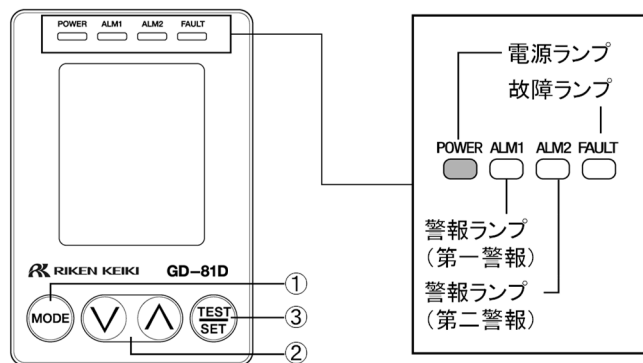 POWER ALM1 ALM2 FAULT
RIKEN KEIKI GD-81D
MODE
TEST
SET
①
③
②
電源ランプ
故障ランプ
POWER ALM1 ALM2 FAULT
警報ランプ
(第一警報)
警報ランプ
(第二警報)